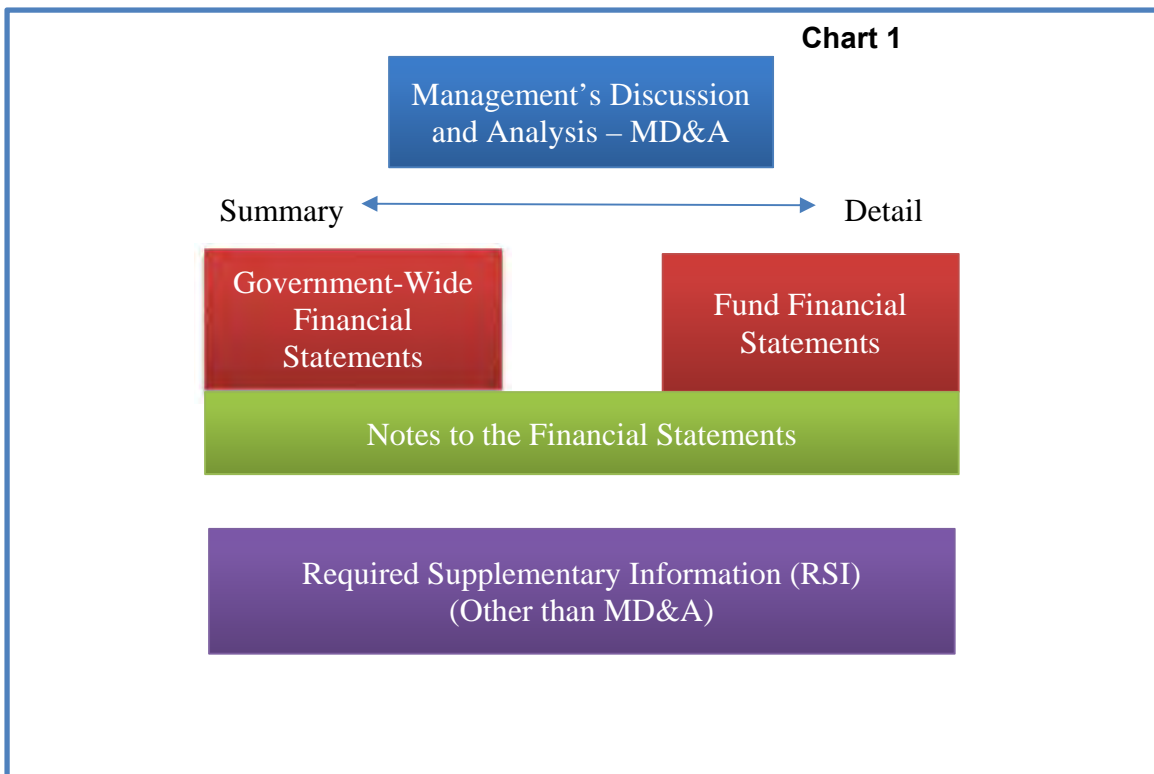 Chart 1
Management’s Discussion
and Analysis – MD&A
Summary
Detail
Government-Wide
Financial
Statements
Fund Financial
Statements
Notes to the Financial Statements
Required Supplementary Information (RSI)
(Other than MD&A)